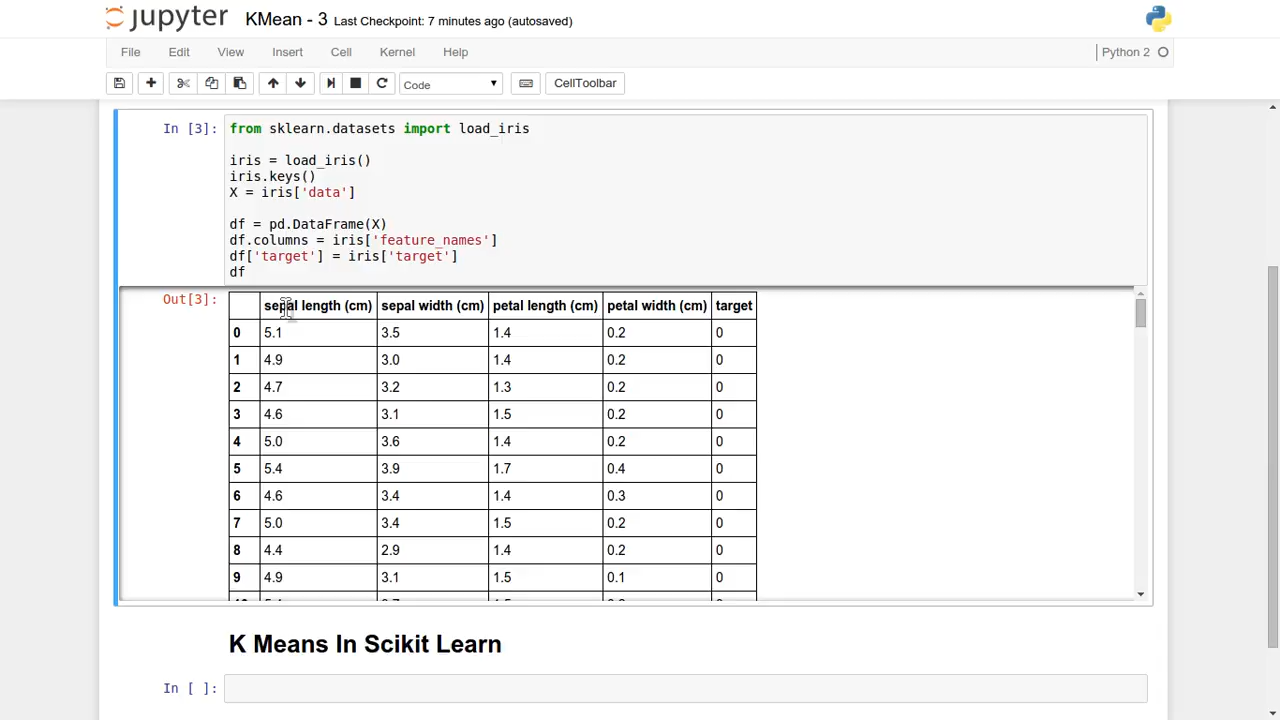 jupyter KMean - 3 Last Checkpoint: 7 minutes ago (autosaved)
File Edit View Insert Cell Kernel Help Python 2
Code CellToolbar
In [3]: from sklearn.datasets import load_iris
iris = load_iris()
iris.keys()
X = iris['data']
df = pd.DataFrame(X)
df.columns = iris['feature_names']
df['target'] = iris['target']
df
Out[3]: sepal length (cm) sepal width (cm) petal length (cm) petal width (cm) target
0 5.1 3.5 1.4 0.2 0
1 4.9 3.0 1.4 0.2 0
2 4.7 3.2 1.3 0.2 0
3 4.6 3.1 1.5 0.2 0
4 5.0 3.6 1.4 0.2 0
5 5.4 3.9 1.7 0.4 0
6 4.6 3.4 1.4 0.3 0
7 5.0 3.4 1.5 0.2 0
8 4.4 2.9 1.4 0.2 0
9 4.9 3.1 1.5 0.1 0
K Means In Scikit Learn
In [ ]: